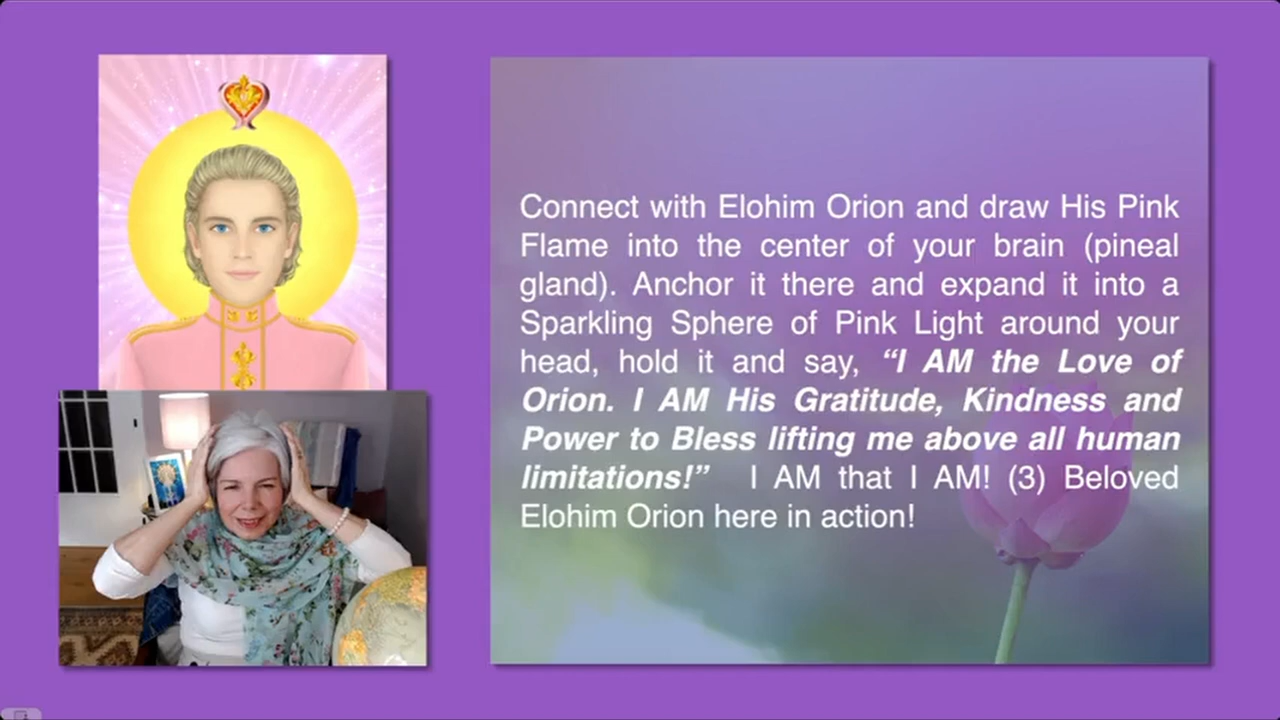 Connect with Elohim Orion and draw His Pink
Flame into the center of your brain (pineal
gland). Anchor it there and expand it into a
Sparkling Sphere of Pink Light around your
head, hold it and say, “I AM the Love of
Orion. I AM His Gratitude, Kindness and
Power to Bless lifting me above all human
limitations!” I AM that I AM! (3) Beloved
Elohim Orion here in action!